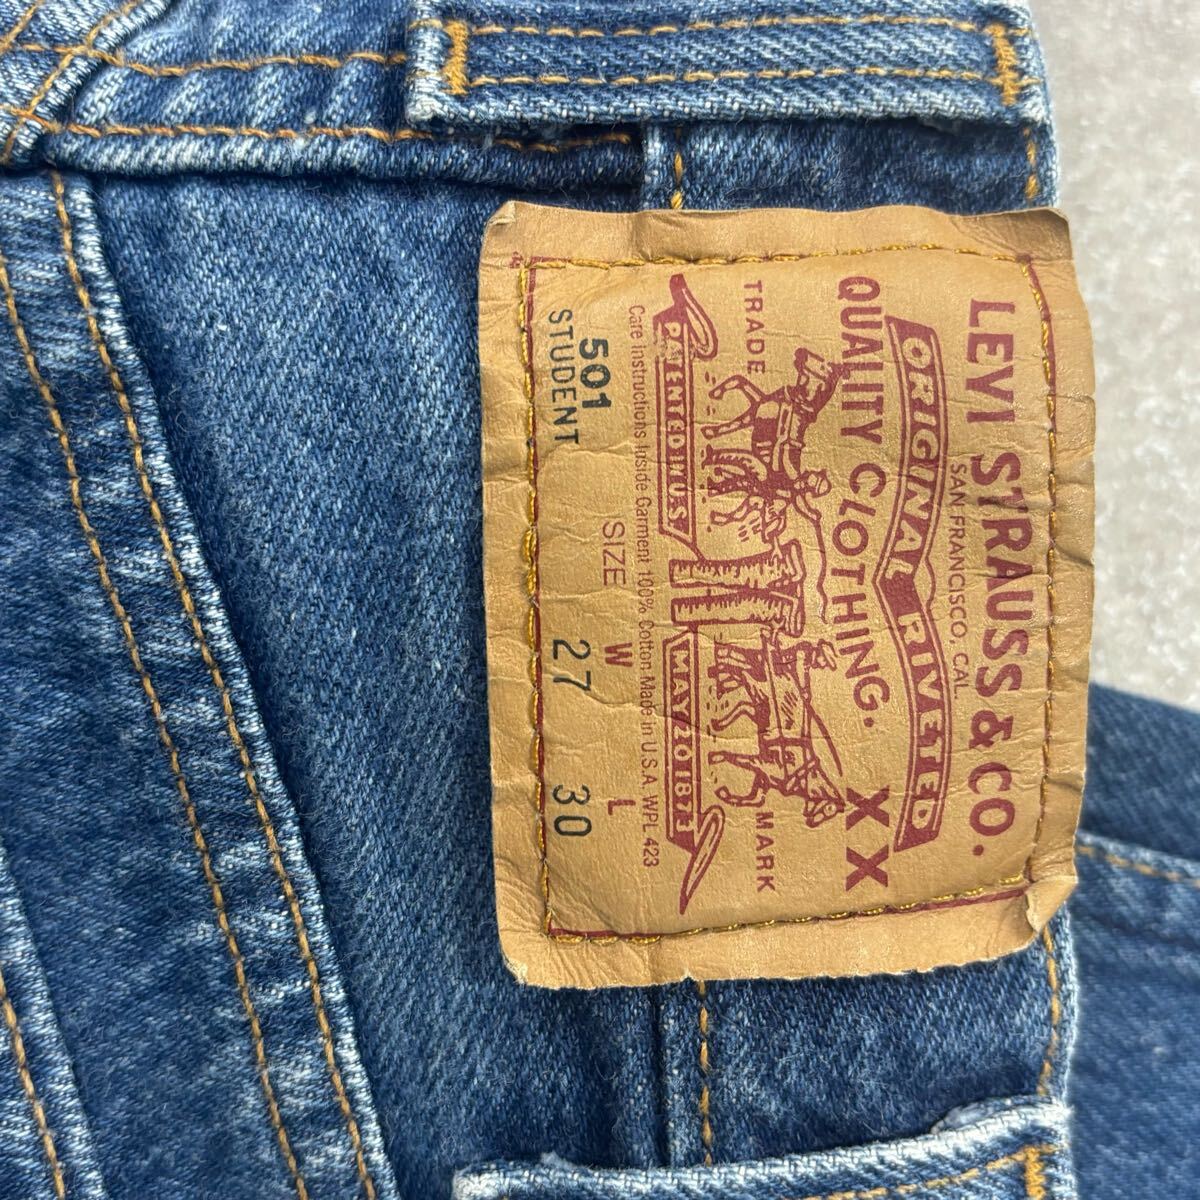 LEVI STRAUSS & CO.
SAN FRANCISCO, CAL.
ORIGINAL RIVETED
QUALITY CLOTHING. XX
TRADE MARK
PATENTED IN U.S. MAY 20 1873
Care Instructions Inside Garment 100% Cotton-Made in U.S.A. WPL 423
SIZE W L
501 27 30
STUDENT